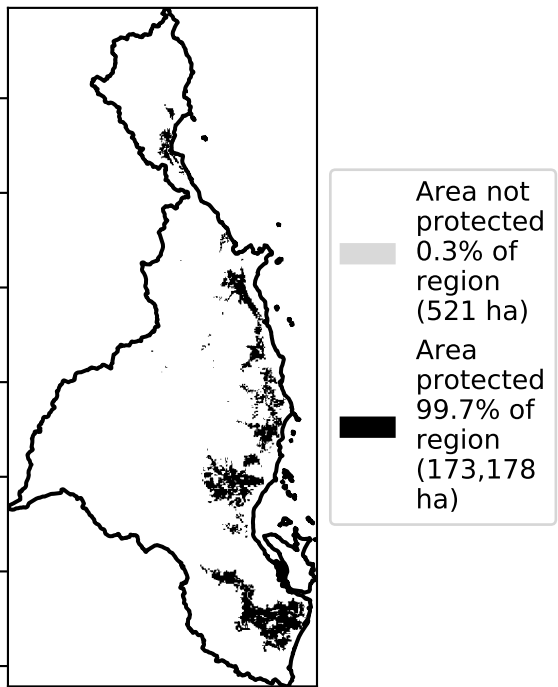 Area not
protected
0.3% of
region
(521 ha)
Area
protected
99.7% of
region
(173,178
ha)